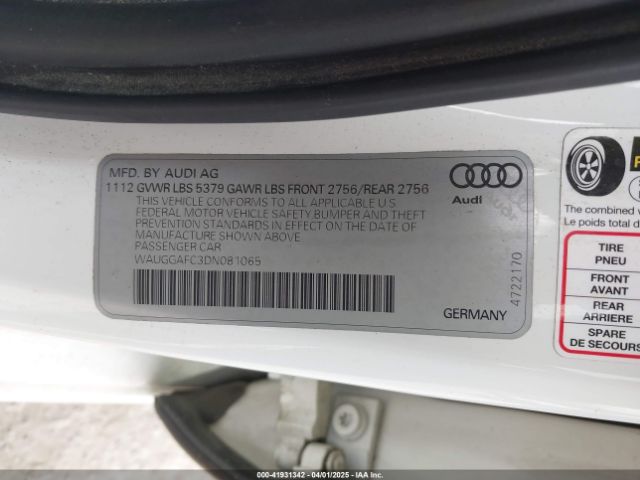 MFD. BY AUDI AG
1112 GVWR LBS 5379 GAWR LBS FRONT 2756/REAR 2756
THIS VEHICLE CONFORMS TO ALL APPLICABLE U.S
FEDERAL MOTOR VEHICLE SAFETY BUMPER AND THEFT
PREVENTION STANDARDS IN EFFECT ON THE DATE OF
MANUFACTURE SHOWN ABOVE
PASSENGER CAR
WAUGGAFC3DN081065
Audi
Audi
4722170
GERMANY
The combined w
Le poids total d
TIRE
PNEU
FRONT
AVANT
REAR
ARRIERE
SPARE
DE SECOURS
IAA - 41931342 - 04/01/2025 - IAAI.com